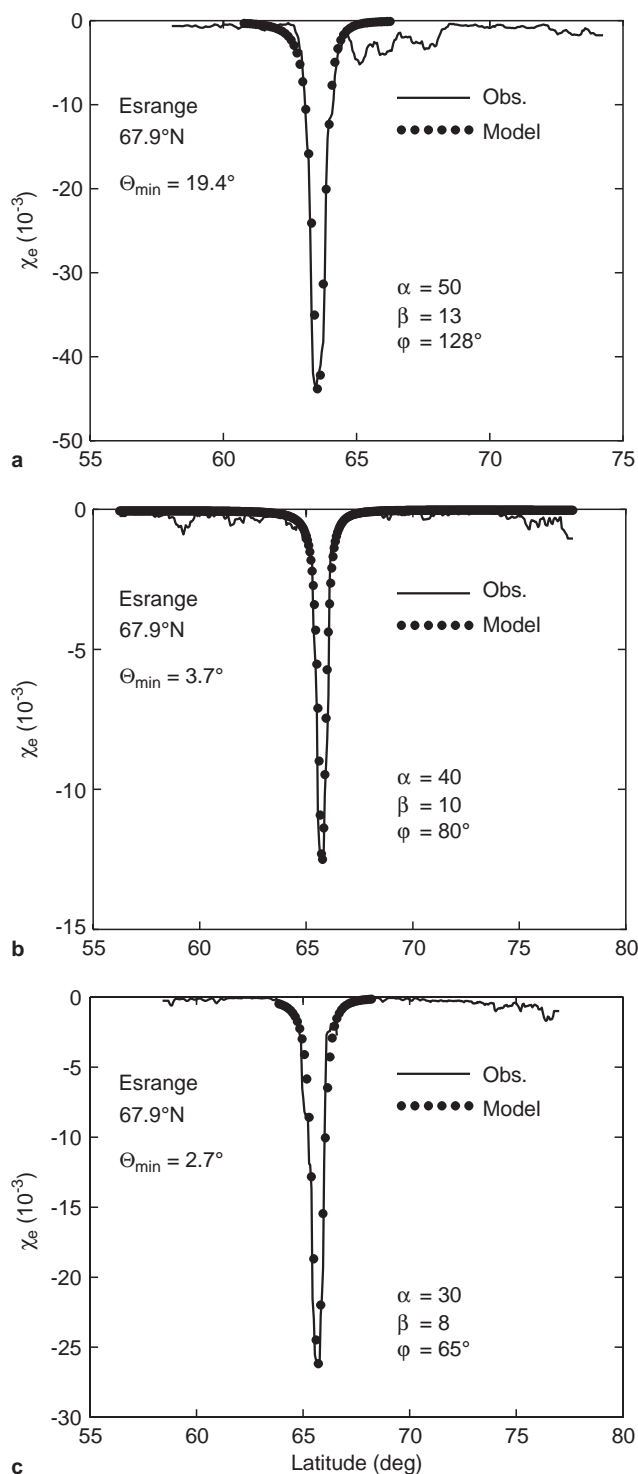 0
-10
-20
-30
-40
-50
χe (10-3)
Esrange
67.9°N
Θmin = 19.4°
Obs.
Model
α = 50
β = 13
φ = 128°
55 60 65 70 75
a
0
-5
-10
-15
χe (10-3)
Esrange
67.9°N
Θmin = 3.7°
Obs.
Model
α = 40
β = 10
φ = 80°
55 60 65 70 75 80
b
0
-5
-10
-15
-20
-25
-30
χe (10-3)
Esrange
67.9°N
Θmin = 2.7°
Obs.
Model
α = 30
β = 8
φ = 65°
55 60 65 70 75 80
Latitude (deg)
c